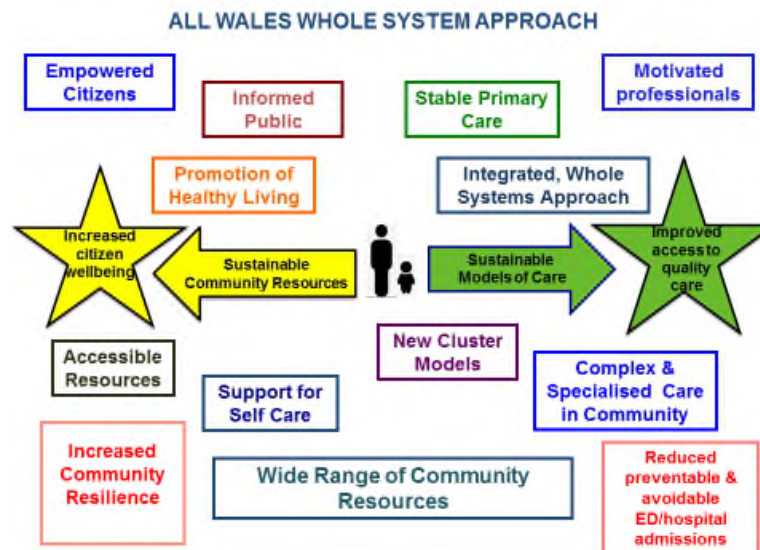 ALL WALES WHOLE SYSTEM APPROACH
Empowered
Citizens
Informed
Public
Stable Primary
Care
Motivated
professionals
Promotion of
Healthy Living
Integrated, Whole
Systems Approach
Increased
citizen
wellbeing
Sustainable
Community Resources
Sustainable
Models of Care
Improved
access to
quality
care
Accessible
Resources
Support for
Self Care
New Cluster
Models
Complex &
Specialised Care
in Community
Increased
Community
Resilience
Wide Range of Community
Resources
Reduced
preventable &
avoidable
ED/hospital
admissions